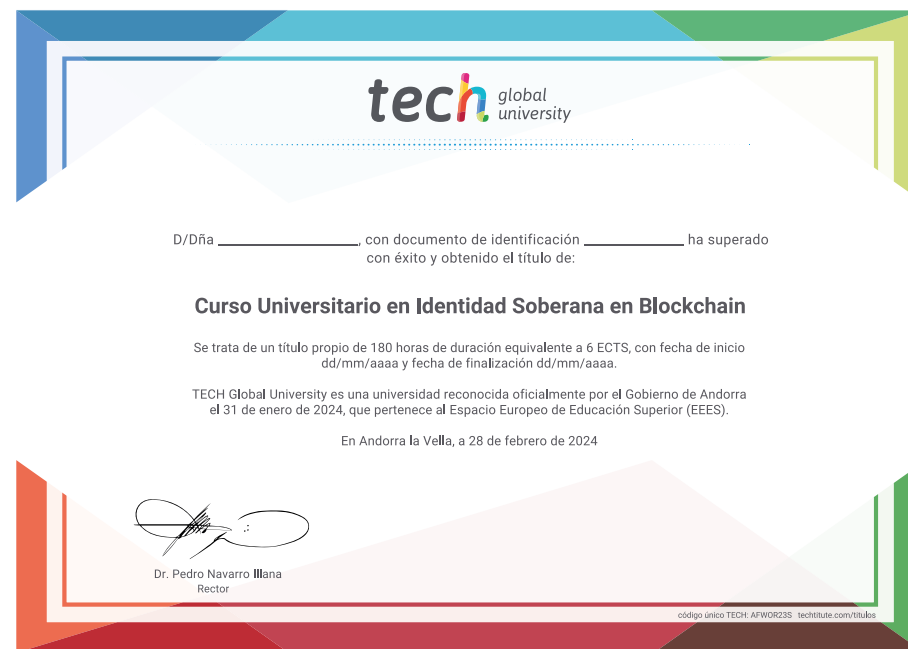 tech global university
D/Dña ________________, con documento de identificación ____________ ha superado
con éxito y obtenido el título de:
Curso Universitario en Identidad Soberana en Blockchain
Se trata de un título propio de 180 horas de duración equivalente a 6 ECTS, con fecha de inicio
dd/mm/aaaa y fecha de finalización dd/mm/aaaa.
TECH Global University es una universidad reconocida oficialmente por el Gobierno de Andorra
el 31 de enero de 2024, que pertenece al Espacio Europeo de Educación Superior (EEES).
En Andorra la Vella, a 28 de febrero de 2024
Dr. Pedro Navarro Illana
Rector
código único TECH: AFWOR23S techtitute.com/titulos